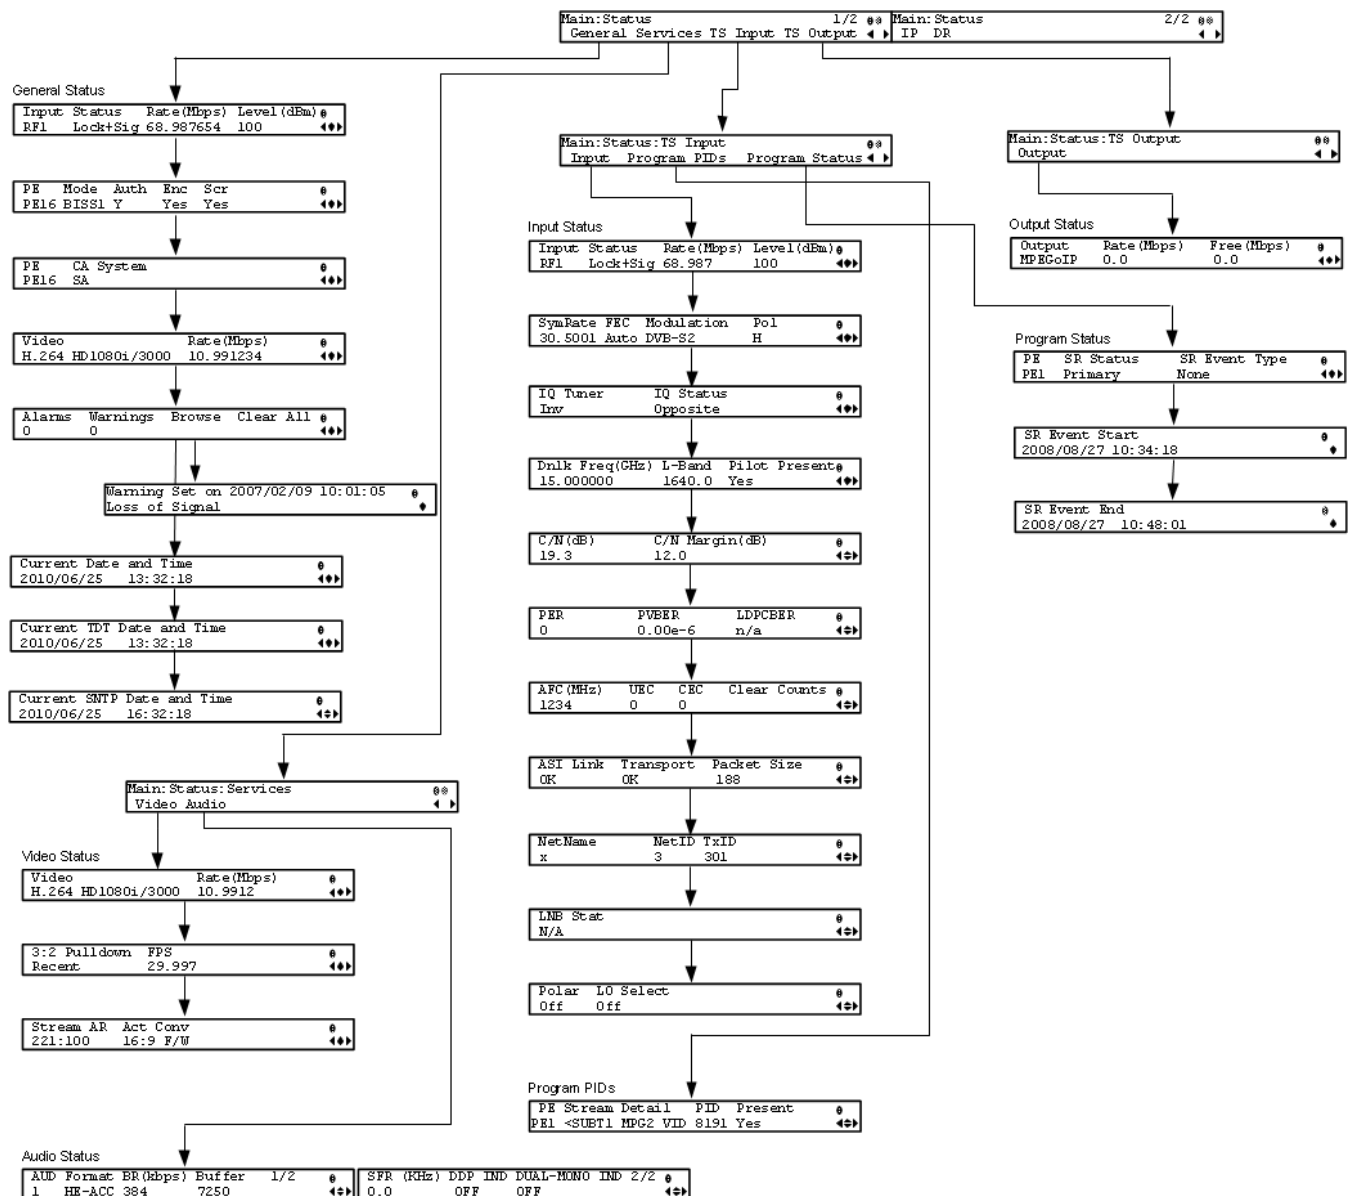 Main:Status 1/2
General Services TS Input TS Output
Main:Status 2/2
IP DR
General Status
Input Status Rate(Mbps) Level(dBm)
RF1 Lock+Sig 68.987654 100
PE Mode Auth Enc Scr
PE16 BISS1 Y Yes Yes
PE CA System
PE16 SA
Video Rate(Mbps)
H.264 HD1080i/3000 10.991234
Alarms Warnings Browse Clear All
0 0
Warning Set on 2007/02/09 10:01:05
Loss of Signal
Current Date and Time
2010/06/25 13:32:18
Current TDT Date and Time
2010/06/25 13:32:18
Current SNTP Date and Time
2010/06/25 16:32:18
Main:Status:Services
Video Audio
Video Status
Video Rate(Mbps)
H.264 HD1080i/3000 10.9912
3:2 Pulldown FPS
Recent 29.997
Stream AR Act Conv
221:100 16:9 F/W
Audio Status
AUD Format BR(kbps) Buffer 1/2
1 HE-ACC 384 7250
SFR (KHz) DDP IND DUAL-MONO IND 2/2
0.0 OFF OFF
Main:Status:TS Input
Input Program PIDs Program Status
Input Status
Input Status Rate(Mbps) Level(dBm)
RF1 Lock+Sig 68.987 100
SymRate FEC Modulation Pol
30.5001 Auto DVB-S2 H
IQ Tuner IQ Status
Inv Opposite
Dnlk Freq(GHz) L-Band Pilot Present
15.000000 1640.0 Yes
C/N(dB) C/N Margin(dB)
19.3 12.0
PER PVBER LDPCBER
0 0.00e-6 n/a
AFC(MHz) UEC CEC Clear Counts
1234 0 0
ASI Link Transport Packet Size
OK OK 188
NetName NetID TxID
x 3 301
LNB Stat
N/A
Polar LO Select
Off Off
Program PIDs
PE Stream Detail PID Present
PE1 <SUBT1 MPG2 VID 8191 Yes
Main:Status:TS Output
Output
Output Status
Output Rate(Mbps) Free(Mbps)
MPEGoIP 0.0 0.0
Program Status
PE SR Status SR Event Type
PE1 Primary None
SR Event Start
2008/08/27 10:34:18
SR Event End
2008/08/27 10:48:01